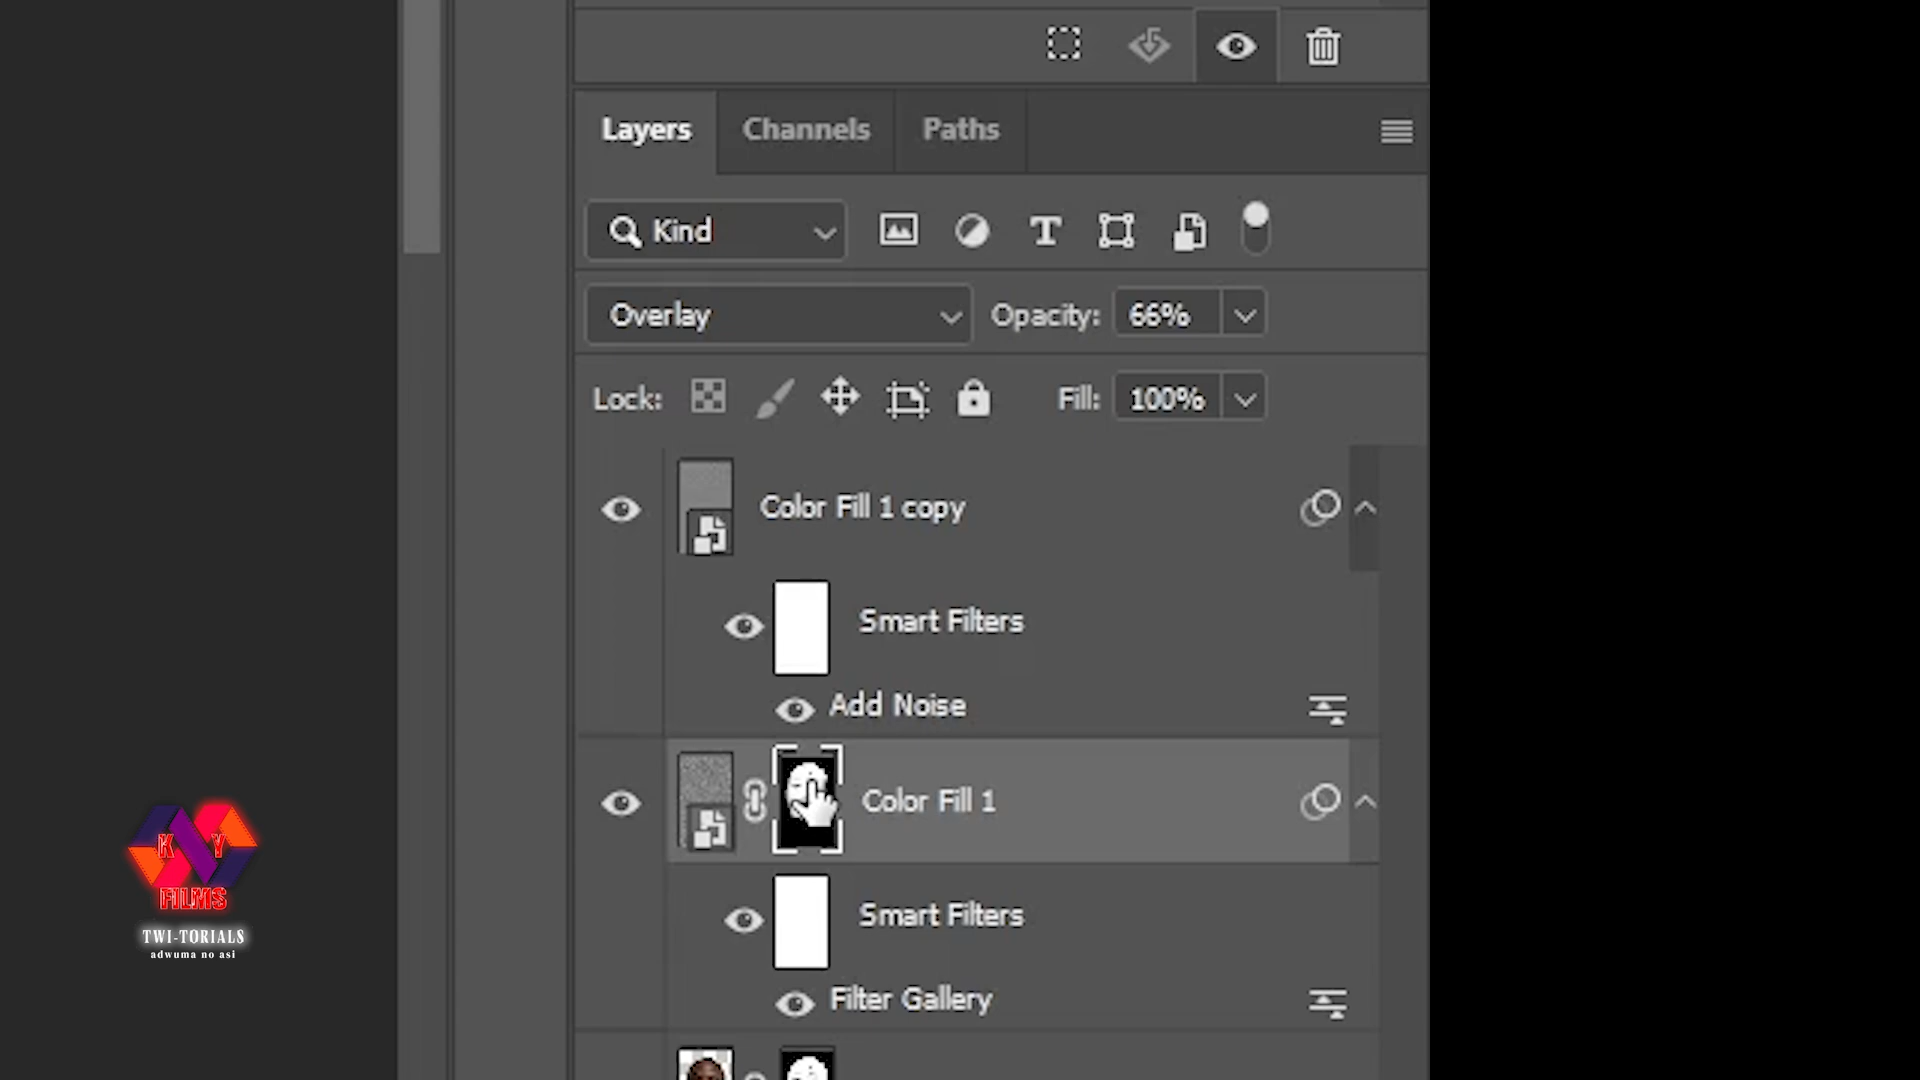 Layers Channels Paths
Kind
Overlay Opacity: 66%
Lock: Fill: 100%
Color Fill 1 copy
Smart Filters
Add Noise
Color Fill 1
Smart Filters
Filter Gallery
K Y
FILMS
TWI-TORIALS
adwuma no asi